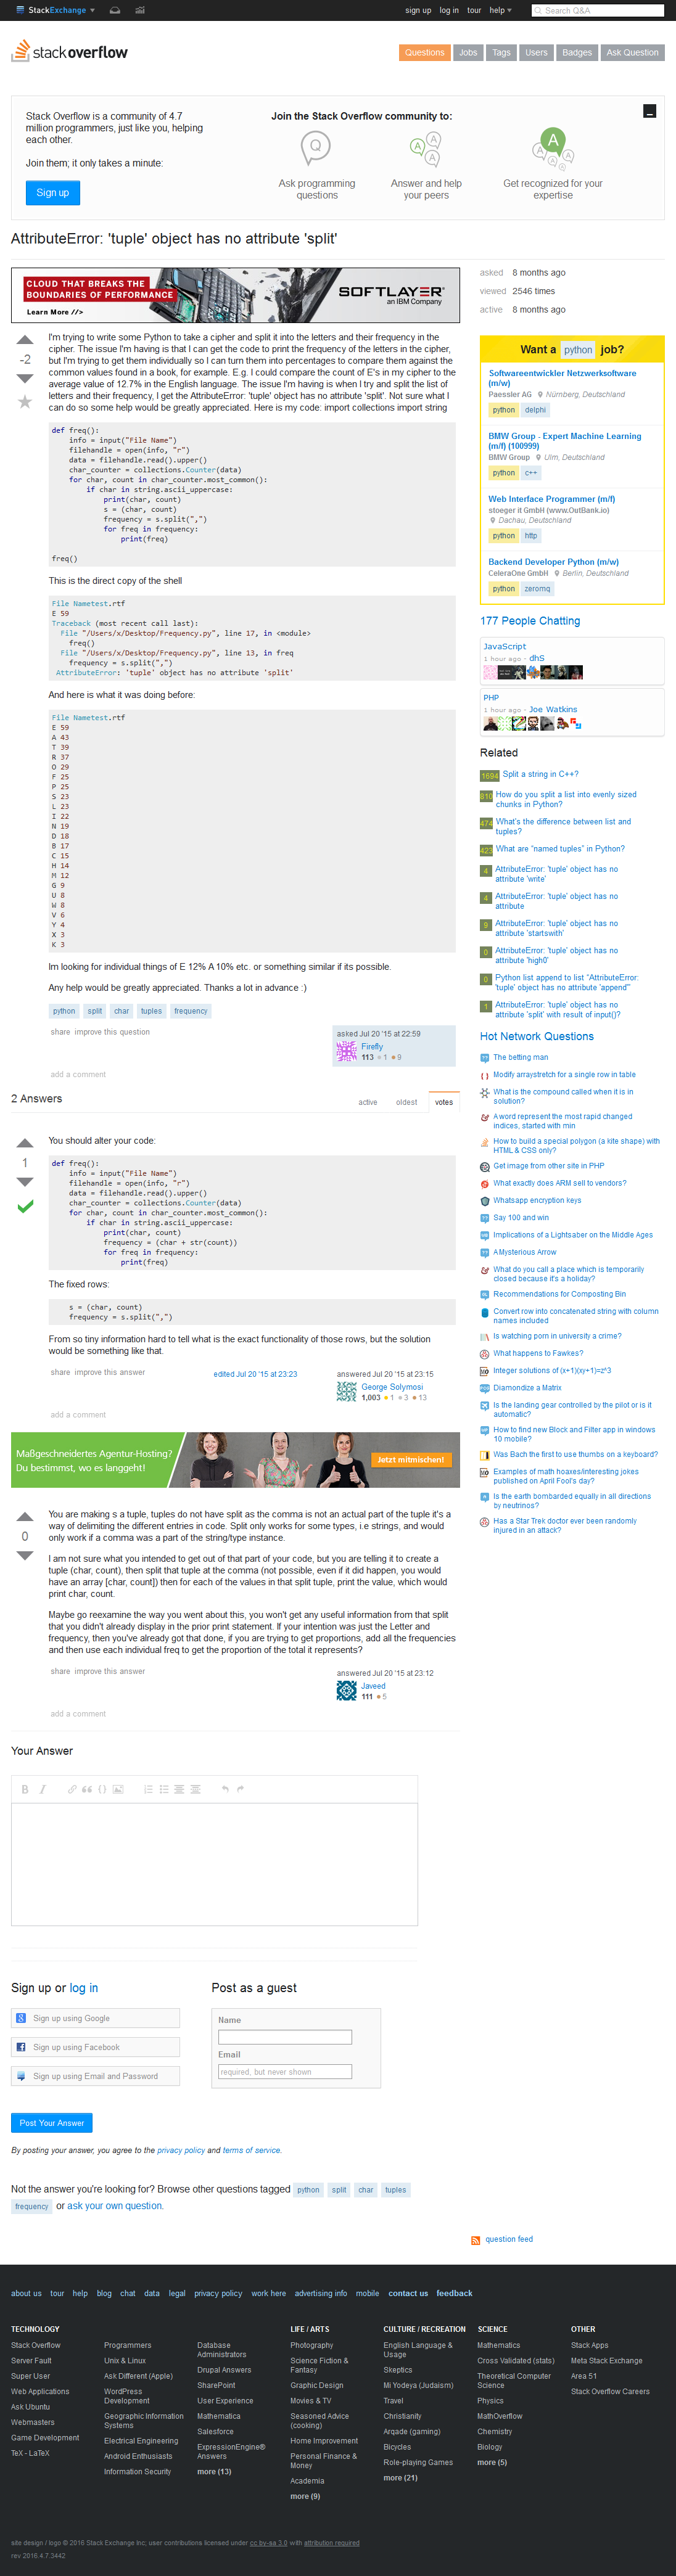 StackExchange
sign up log in tour help
Search Q&A
stackoverflow
Questions Jobs Tags Users Badges Ask Question
Stack Overflow is a community of 4.7
million programmers, just like you, helping
each other.
Join them; it only takes a minute:
Sign up
Join the Stack Overflow community to:
Q
A
A
A
A
A
A
A
A
Ask programming
questions
Answer and help
your peers
Get recognized for your
expertise
AttributeError: 'tuple' object has no attribute 'split'
CLOUD THAT BREAKS THE
BOUNDARIES OF PERFORMANCE
Learn More //>
SOFTLAYER
an IBM Company
-2
I'm trying to write some Python to take a cipher and split it into the letters and their frequency in the
cipher. The issue I'm having is that I can get the code to print the frequency of the letters in the cipher,
but I'm trying to get them individually so I can turn them into percentages to compare them against the
common values found in a book, for example. E.g. I could compare the count of E's in my cipher to the
average value of 12.7% in the English language. The issue I'm having is when I try and split the list of
letters and their frequency, I get the AttributeError: 'tuple' object has no attribute 'split'. Not sure what I
can do so some help would be greatly appreciated. Here is my code: import collections import string
def freq():
    info = input("File Name")
    filehandle = open(info, "r")
    data = filehandle.read().upper()
    char_counter = collections.Counter(data)
    for char, count in char_counter.most_common():
        if char in string.ascii_uppercase:
            print(char, count)
            s = (char, count)
            frequency = s.split(",")
            for freq in frequency:
                print(freq)
freq()
This is the direct copy of the shell
File Nametest.rtf
E 59
Traceback (most recent call last):
  File "/Users/x/Desktop/Frequency.py", line 17, in <module>
    freq()
  File "/Users/x/Desktop/Frequency.py", line 13, in freq
    frequency = s.split(",")
 AttributeError: 'tuple' object has no attribute 'split'
And here is what it was doing before:
File Nametest.rtf
E 59
A 43
T 39
R 37
O 29
F 25
P 25
S 23
L 23
I 22
N 19
D 18
B 17
C 15
H 14
M 12
G 9
U 8
W 8
V 6
Y 4
X 3
K 3
Im looking for individual things of E 12% A 10% etc. or something similar if its possible.
Any help would be greatly appreciated. Thanks a lot in advance :)
python split char tuples frequency
share improve this question
asked Jul 20 '15 at 22:59
Firefly
113 1 9
add a comment
2 Answers
active oldest votes
1
You should alter your code:
def freq():
    info = input("File Name")
    filehandle = open(info, "r")
    data = filehandle.read().upper()
    char_counter = collections.Counter(data)
    for char, count in char_counter.most_common():
        if char in string.ascii_uppercase:
            print(char, count)
            frequency = (char + str(count))
            for freq in frequency:
                print(freq)
The fixed rows:
    s = (char, count)
    frequency = s.split(",")
From so tiny information hard to tell what is the exact functionality of those rows, but the solution
would be something like that.
share improve this answer
edited Jul 20 '15 at 23:23
answered Jul 20 '15 at 23:15
George Solymosi
1,003 1 3 13
add a comment
Maßgeschneidertes Agentur-Hosting?
Du bestimmst, wo es langgeht!
Jetzt mitmischen!
0
You are making s a tuple, tuples do not have split as the comma is not an actual part of the tuple it's a
way of delimiting the different entries in code. Split only works for some types, i.e strings, and would
only work if a comma was a part of the string/type instance.
I am not sure what you intended to get out of that part of your code, but you are telling it to create a
tuple (char, count), then split that tuple at the comma (not possible, even if it did happen, you would
have an array [char, count]) then for each of the values in that split tuple, print the value, which would
print char, count.
Maybe go reexamine the way you went about this, you won't get any useful information from that split
that you didn't already display in the prior print statement. If your intention was just the Letter and
frequency, then you've already got that done, if you are trying to get proportions, add all the frequencies
and then use each individual freq to get the proportion of the total it represents?
share improve this answer
answered Jul 20 '15 at 23:12
Javeed
111 5
add a comment
Your Answer
B I
Sign up or log in
Sign up using Google
Sign up using Facebook
Sign up using Email and Password
Post as a guest
Name
Email
required, but never shown
Post Your Answer
By posting your answer, you agree to the privacy policy and terms of service.
Not the answer you're looking for? Browse other questions tagged python split char tuples
frequency or ask your own question.
asked 8 months ago
viewed 2546 times
active 8 months ago
Want a python job?
Softwareentwickler Netzwerksoftware
(m/w)
Paessler AG Nürnberg, Deutschland
python delphi
BMW Group - Expert Machine Learning
(m/f) (100999)
BMW Group Ulm, Deutschland
python c++
Web Interface Programmer (m/f)
stoeger it GmbH (www.OutBank.io)
Dachau, Deutschland
python http
Backend Developer Python (m/w)
CeleraOne GmbH Berlin, Deutschland
python zeromq
177 People Chatting
JavaScript
1 hour ago - dhS
PHP
1 hour ago - Joe Watkins
Related
1694 Split a string in C++?
810 How do you split a list into evenly sized
chunks in Python?
474 What's the difference between list and
tuples?
423 What are "named tuples" in Python?
4 AttributeError: 'tuple' object has no
attribute 'write'
4 AttributeError: 'tuple' object has no
attribute
9 AttributeError: 'tuple' object has no
attribute 'startswith'
0 AttributeError: 'tuple' object has no
attribute 'high0'
0 Python list append to list "AttributeError:
'tuple' object has no attribute 'append'"
1 AttributeError: 'tuple' object has no
attribute 'split' with result of input()?
Hot Network Questions
The betting man
Modify arraystretch for a single row in table
What is the compound called when it is in
solution?
A word represent the most rapid changed
indices, started with min
How to build a special polygon (a kite shape) with
HTML & CSS only?
Get image from other site in PHP
What exactly does ARM sell to vendors?
Whatsapp encryption keys
Say 100 and win
Implications of a Lightsaber on the Middle Ages
A Mysterious Arrow
What do you call a place which is temporarily
closed because it's a holiday?
Recommendations for Composting Bin
Convert row into concatenated string with column
names included
Is watching porn in university a crime?
What happens to Fawkes?
Integer solutions of (x+1)(xy+1)=z^3
Diamondize a Matrix
Is the landing gear controlled by the pilot or is it
automatic?
How to find new Block and Filter app in windows
10 mobile?
Was Bach the first to use thumbs on a keyboard?
Examples of math hoaxes/interesting jokes
published on April Fool's day?
Is the earth bombarded equally in all directions
by neutrinos?
Has a Star Trek doctor ever been randomly
injured in an attack?
question feed
about us tour help blog chat data legal privacy policy work here advertising info mobile contact us feedback
TECHNOLOGY
Stack Overflow
Server Fault
Super User
Web Applications
Ask Ubuntu
Webmasters
Game Development
TeX - LaTeX
Programmers
Unix & Linux
Ask Different (Apple)
WordPress
Development
Geographic Information
Systems
Electrical Engineering
Android Enthusiasts
Information Security
Database
Administrators
Drupal Answers
SharePoint
User Experience
Mathematica
Salesforce
ExpressionEngine®
Answers
more (13)
LIFE / ARTS
Photography
Science Fiction &
Fantasy
Graphic Design
Movies & TV
Seasoned Advice
(cooking)
Home Improvement
Personal Finance &
Money
Academia
more (9)
CULTURE / RECREATION
English Language &
Usage
Skeptics
Mi Yodeya (Judaism)
Travel
Christianity
Arqade (gaming)
Bicycles
Role-playing Games
more (21)
SCIENCE
Mathematics
Cross Validated (stats)
Theoretical Computer
Science
Physics
MathOverflow
Chemistry
Biology
more (5)
OTHER
Stack Apps
Meta Stack Exchange
Area 51
Stack Overflow Careers
site design / logo © 2016 Stack Exchange Inc; user contributions licensed under cc by-sa 3.0 with attribution required
rev 2016.4.7.3442